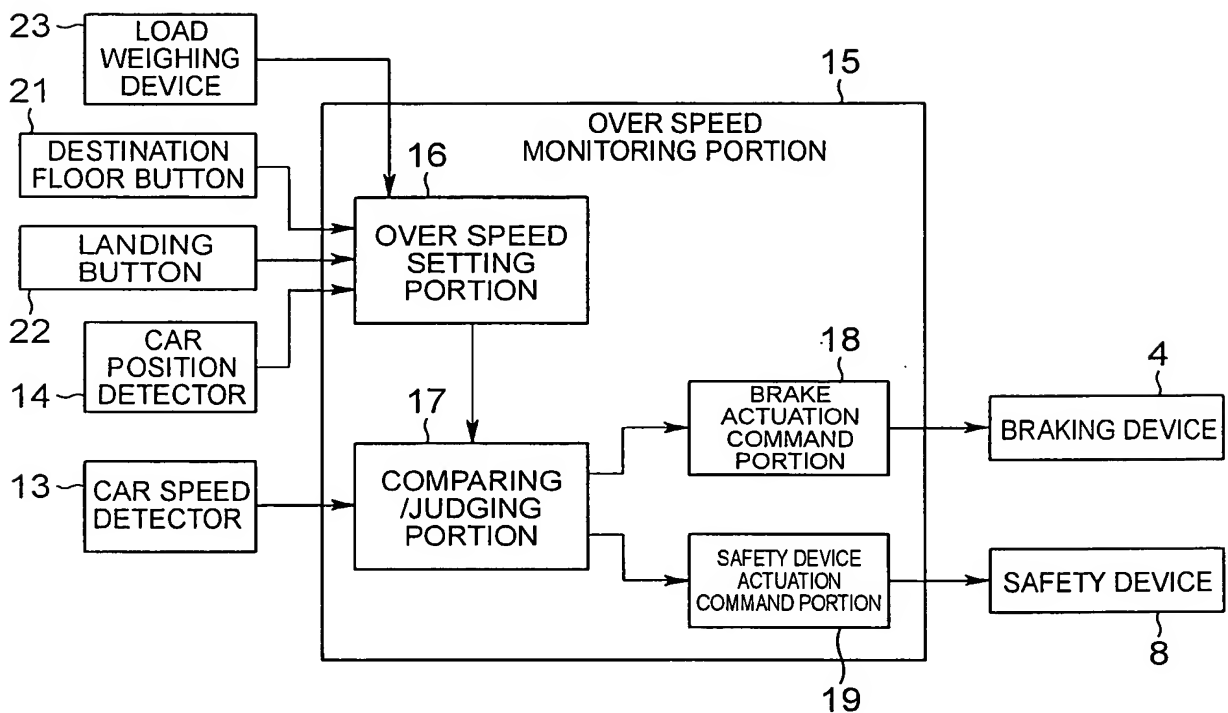 23
LOAD
WEIGHING
DEVICE
21
DESTINATION
FLOOR BUTTON
LANDING
BUTTON
22
CAR
POSITION
DETECTOR
14
13
CAR SPEED
DETECTOR
15
OVER SPEED
MONITORING PORTION
16
OVER SPEED
SETTING
PORTION
17
COMPARING
/JUDGING
PORTION
18
BRAKE
ACTUATION
COMMAND
PORTION
SAFETY DEVICE
ACTUATION
COMMAND PORTION
19
4
BRAKING DEVICE
SAFETY DEVICE
8